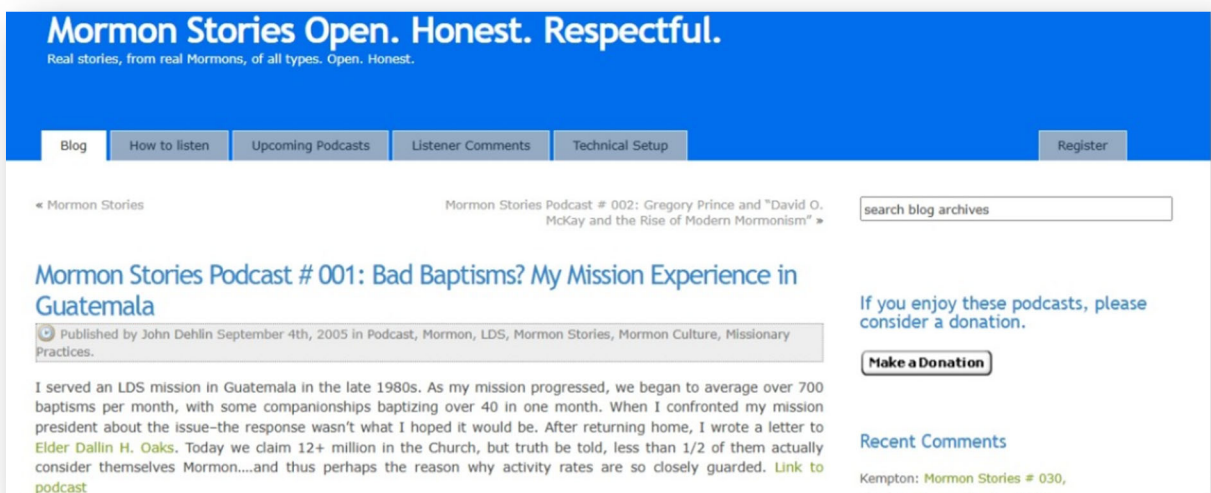 Mormon Stories Open. Honest. Respectful.
Real stories, from real Mormons, of all types. Open. Honest.
Blog
How to listen
Upcoming Podcasts
Listener Comments
Technical Setup
Register
« Mormon Stories
Mormon Stories Podcast # 002: Gregory Prince and "David O.
McKay and the Rise of Modern Mormonism" »
Mormon Stories Podcast # 001: Bad Baptisms? My Mission Experience in
Guatemala
Published by John Dehlin September 4th, 2005 in Podcast, Mormon, LDS, Mormon Stories, Mormon Culture, Missionary
Practices.
I served an LDS mission in Guatemala in the late 1980s. As my mission progressed, we began to average over 700
baptisms per month, with some companionships baptizing over 40 in one month. When I confronted my mission
president about the issue–the response wasn't what I hoped it would be. After returning home, I wrote a letter to
Elder Dallin H. Oaks. Today we claim 12+ million in the Church, but truth be told, less than 1/2 of them actually
consider themselves Mormon....and thus perhaps the reason why activity rates are so closely guarded. Link to
podcast
search blog archives
If you enjoy these podcasts, please
consider a donation.
Make a Donation
Recent Comments
Kempton: Mormon Stories # 030,